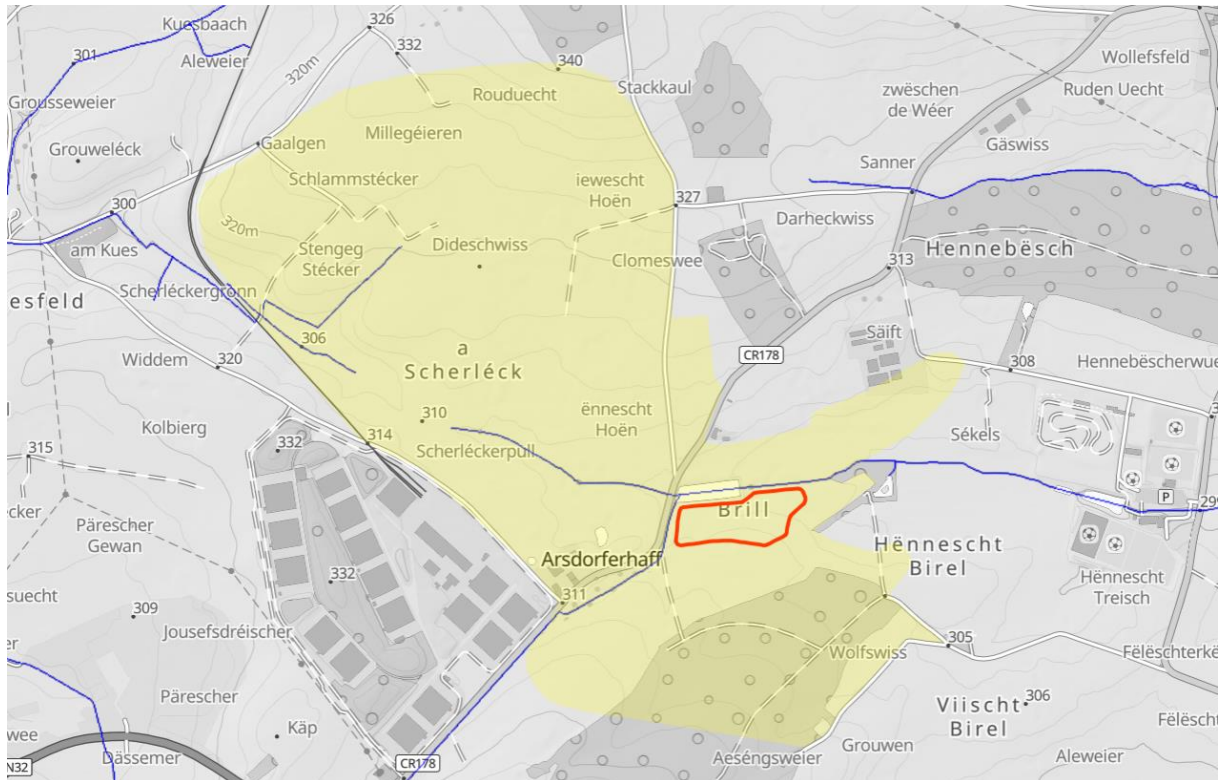 Kuesbaach
326
301
Aleweier
332
340
320m
Wollefsfeld
Grousseweier
Rouduecht
Stackkaul
zwëschen
de Wéer
Ruden Uecht
Gaalgen
Millegéieren
Grouweléck
Gäswiss
Sanner
Schlammstécker
iewescht
Hoën
327
300
320m
Darheckwiss
am Kues
Stengeg
Stécker
Dideschwiss
Clomeswee
Hennebësch
313
Scherléckergronn
esfeld
306
Säift
Widdem
320
a
Scherléck
CR178
308
Hennebëscherwue
310
ënnescht
Hoën
Kolbierg
314
332
Scherléckerpull
Sékels
315
P
299
ecker
Pärescher
Gewan
Brill
Arsdorferhaff
Hënnescht
Birel
Hënnescht
Treisch
332
suecht
309
311
Jousefsdréischer
305
Wolfswiss
Fëlëschterkë
Pärescher
Viischt
Birel
306
Käp
Fëlëscht
wee
Grouwen
Dässemer
CR178
Aeséngsweier
Aleweier
N32